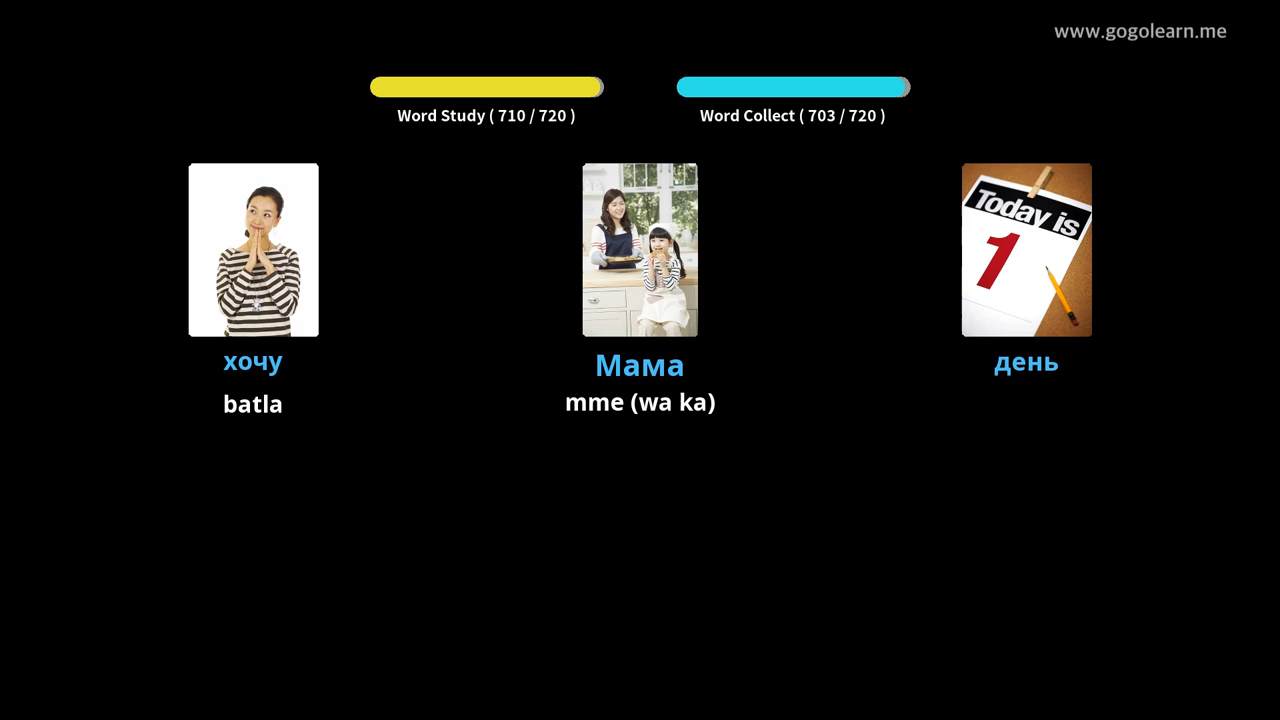 www.gogolearn.me
Word Study ( 710 / 720 )
Word Collect ( 703 / 720 )
Today is
1
хочу
Мама
день
batla
mme (wa ka)